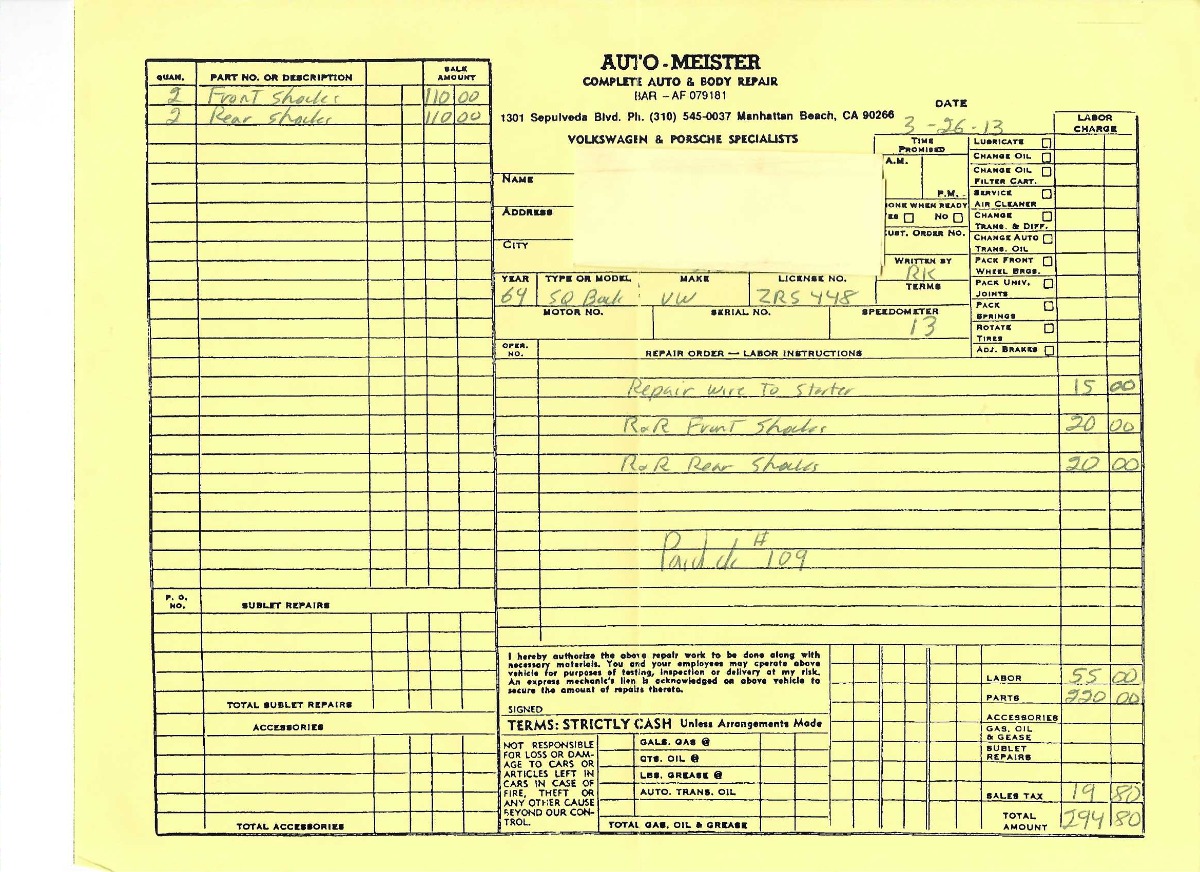 AUTO-MEISTER
COMPLETE AUTO & BODY REPAIR
BAR - AF 079181
1301 Sepulveda Blvd. Ph. (310) 545-0037 Manhattan Beach, CA 90266
VOLKSWAGEN & PORSCHE SPECIALISTS
DATE
3-26-13
QUAN. PART NO. OR DESCRIPTION SALE AMOUNT
2 Front Shocks 110 00
2 Rear Shocks 110 00
P. O. NO. SUBLET REPAIRS
TOTAL SUBLET REPAIRS
ACCESSORIES
TOTAL ACCESSORIES
NAME
ADDRESS
CITY
TIME PROMISED
A.M.
P.M.
ONE WHEN READY
ES NO
UST. ORDER NO.
WRITTEN BY
RK
TERMS
YEAR TYPE OR MODEL MAKE LICENSE NO.
69 SQ Back VW ZRS 448
MOTOR NO. SERIAL NO. SPEEDOMETER
13
LABOR CHARGE
LUBRICATE
CHANGE OIL
CHANGE OIL
FILTER CART.
SERVICE
AIR CLEANER
CHANGE
TRANS. & DIFF.
CHANGE AUTO
TRANS. OIL
PACK FRONT
WHEEL BRGS.
PACK UNIV.
JOINTS
PACK
SPRINGS
ROTATE
TIRES
ADJ. BRAKES
OPER. NO. REPAIR ORDER — LABOR INSTRUCTIONS
Repair wire To Starter 15 00
R&R Front Shocks 20 00
R&R Rear Shocks 20 00
Paid ck # 109
I hereby authorize the above repair work to be done along with
necessary materials. You and your employees may operate above
vehicle for purposes of testing, inspection or delivery at my risk.
An express mechanic's lien is acknowledged on above vehicle to
secure the amount of repairs thereto.
SIGNED
TERMS: STRICTLY CASH Unless Arrangements Made
NOT RESPONSIBLE
FOR LOSS OR DAM-
AGE TO CARS OR
ARTICLES LEFT IN
CARS IN CASE OF
FIRE, THEFT OR
ANY OTHER CAUSE
BEYOND OUR CON-
TROL.
GALS. GAS @
QTS. OIL @
LBS. GREASE @
AUTO. TRANS. OIL
TOTAL GAS, OIL & GREASE
LABOR 55 00
PARTS 220 00
ACCESSORIES
GAS, OIL
& GEASE
SUBLET
REPAIRS
SALES TAX 19 80
TOTAL AMOUNT 294 80